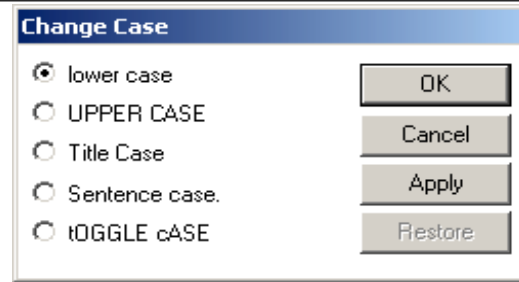 Change Case
lower case
UPPER CASE
Title Case
Sentence case.
tOGGLE cASE
OK
Cancel
Apply
Restore